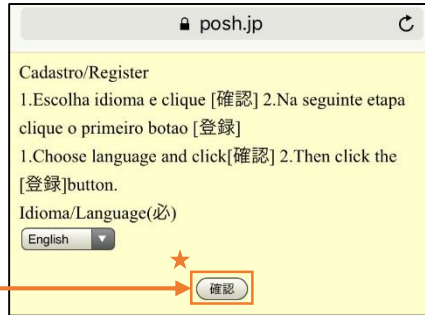 posh.jp
Cadastro/Register
1.Escolha idioma e clique [確認] 2.Na seguinte etapa
clique o primeiro botao [登録]
1.Choose language and click[確認] 2.Then click the
[登録]button.
Idioma/Language(必)
English
確認